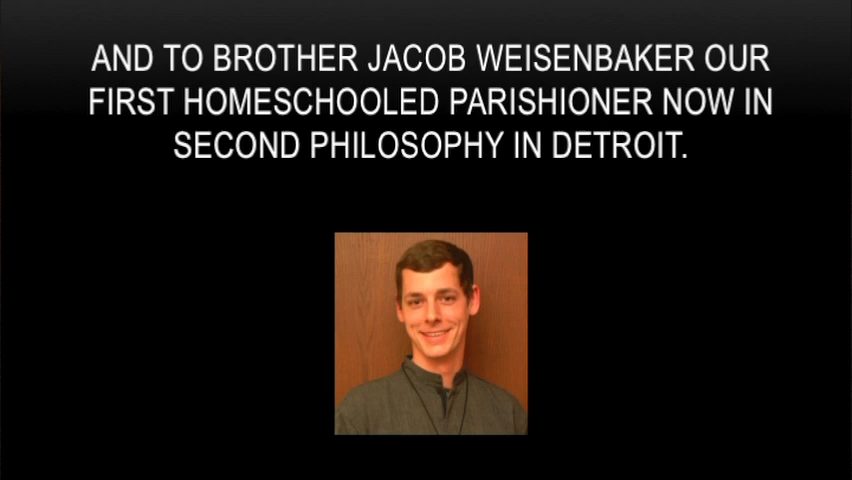 AND TO BROTHER JACOB WEISENBAKER OUR
FIRST HOMESCHOOLED PARISHIONER NOW IN
SECOND PHILOSOPHY IN DETROIT.